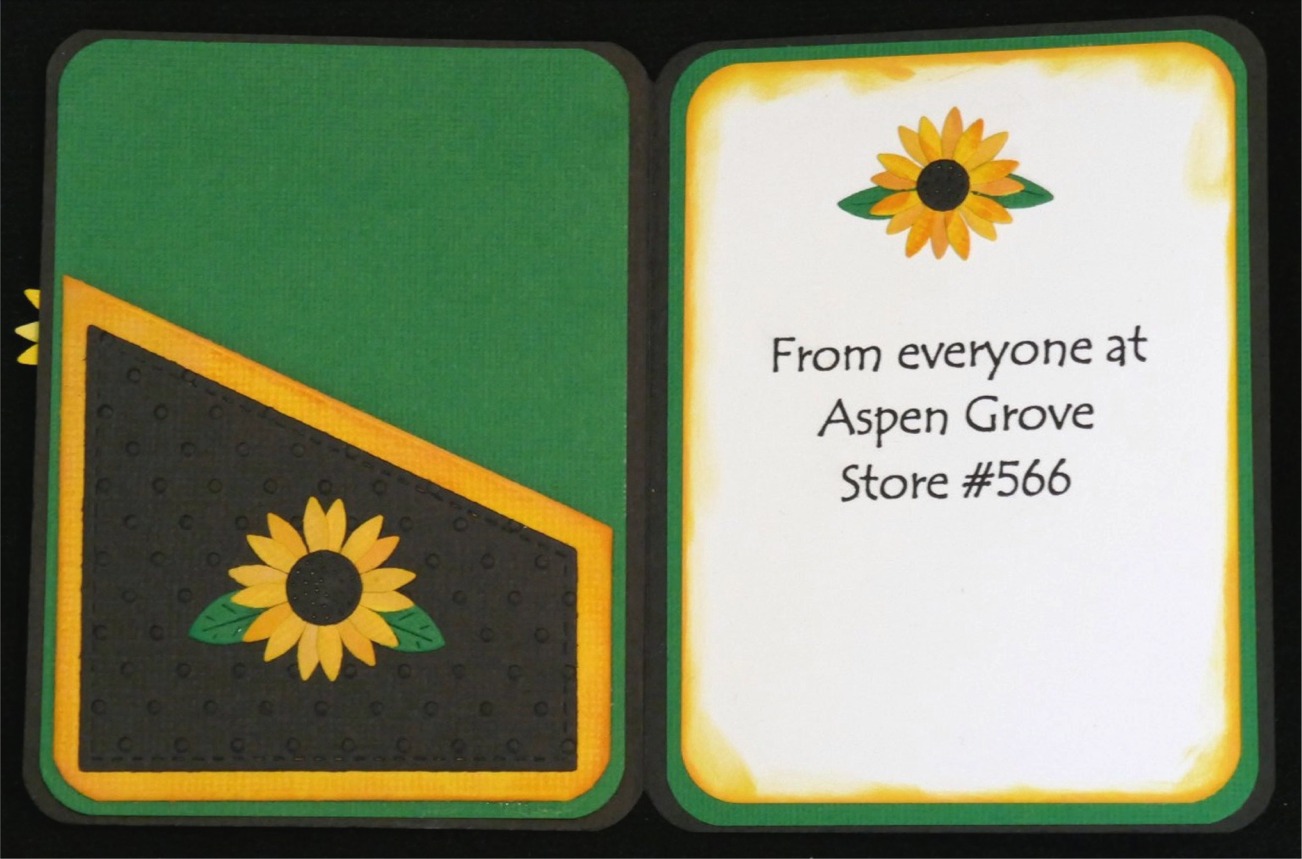 From everyone at
Aspen Grove
Store #566